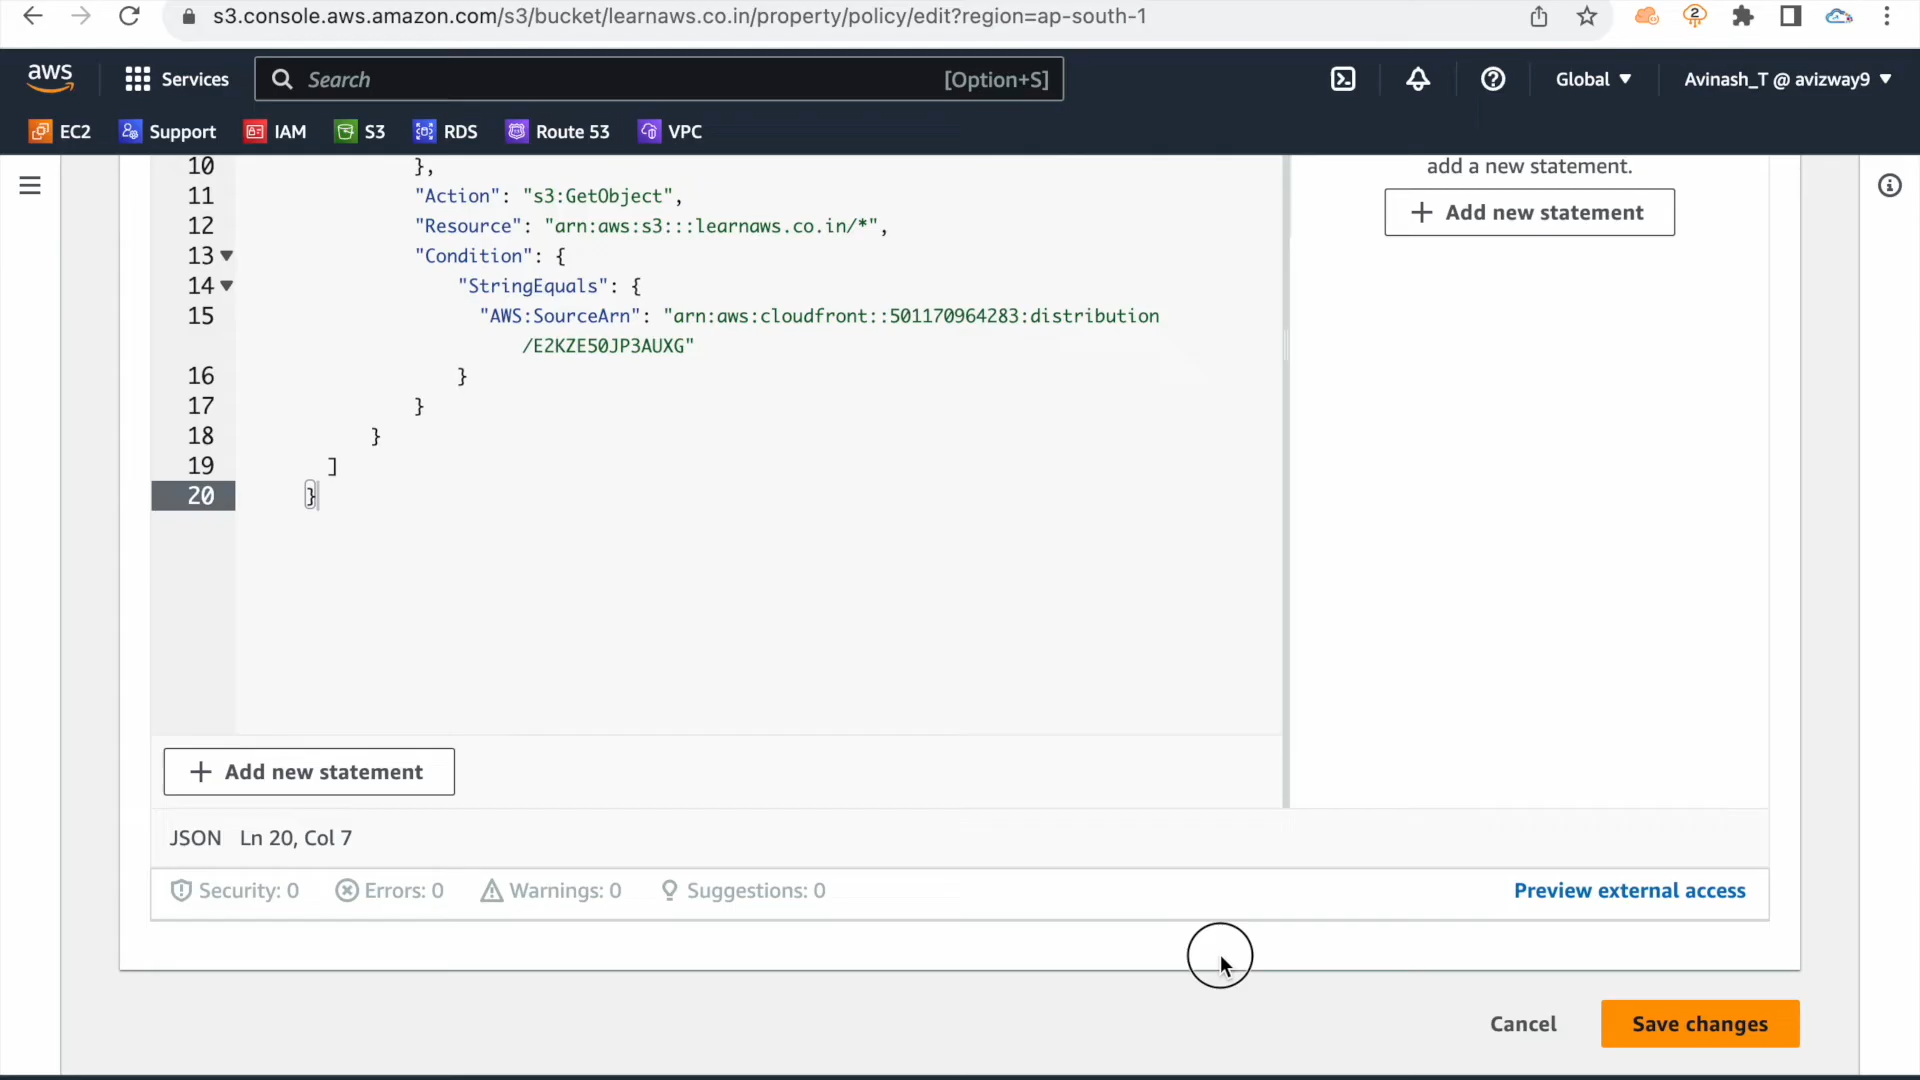 s3.console.aws.amazon.com/s3/bucket/learnaws.co.in/property/policy/edit?region=ap-south-1
2
aws
Services
Search
[Option+S]
Global
Avinash_T @ avizway9
EC2
Support
IAM
S3
RDS
Route 53
VPC
10 },
11 "Action": "s3:GetObject",
12 "Resource": "arn:aws:s3:::learnaws.co.in/*",
13 "Condition": {
14 "StringEquals": {
15 "AWS:SourceArn": "arn:aws:cloudfront::501170964283:distribution
/E2KZE50JP3AUXG"
16 }
17 }
18 }
19 ]
20 }
add a new statement.
+ Add new statement
+ Add new statement
JSON Ln 20, Col 7
Security: 0
Errors: 0
Warnings: 0
Suggestions: 0
Preview external access
Cancel
Save changes